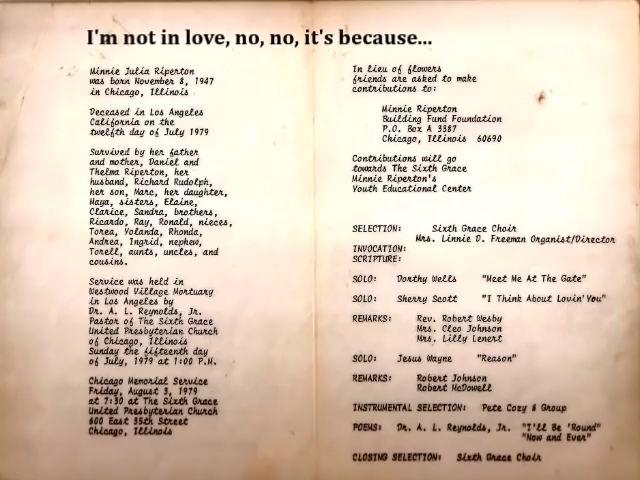 I'm not in love, no, no, it's because...
Minnie Julia Riperton
was born November 8, 1947
in Chicago, Illinois
Deceased in Los Angeles
California on the
twelfth day of July 1979
Survived by her father
and mother, Daniel and
Thelma Riperton, her
husband, Richard Rudolph,
her son, Marc, her daughter,
Maya, sisters, Elaine,
Clarice, Sandra, brothers,
Ricardo, Ray, Ronald, nieces,
Torea, Yolanda, Rhonda,
Andrea, Ingrid, nephew,
Torell, aunts, uncles, and
cousins.
Service was held in
Westwood Village Mortuary
in Los Angeles by
Dr. A. L. Reynolds, Jr.
Pastor of The Sixth Grace
United Presbyterian Church
of Chicago, Illinois
Sunday the fifteenth day
of July, 1979 at 1:00 P.M.
Chicago Memorial Service
Friday, August 3, 1979
at 7:30 at The Sixth Grace
United Presbyterian Church
600 East 35th Street
Chicago, Illinois
In lieu of flowers
friends are asked to make
contributions to:
Minnie Riperton
Building Fund Foundation
P.O. Box A 3387
Chicago, Illinois 60690
Contributions will go
towards The Sixth Grace
Minnie Riperton's
Youth Educational Center
SELECTION: Sixth Grace Choir
Mrs. Linnie D. Freeman Organist/Director
INVOCATION:
SCRIPTURE:
SOLO: Dorthy Wells "Meet Me At The Gate"
SOLO: Sherry Scott "I Think About Lovin' You"
REMARKS: Rev. Robert Wesby
Mrs. Cleo Johnson
Mrs. Lilly Lenert
SOLO: Jesus Wayne "Reason"
REMARKS: Robert Johnson
Robert McDowell
INSTRUMENTAL SELECTION: Pete Cozy & Group
POEMS: Dr. A. L. Reynolds, Jr. "I'll Be 'Round"
"Now and Ever"
CLOSING SELECTION: Sixth Grace Choir